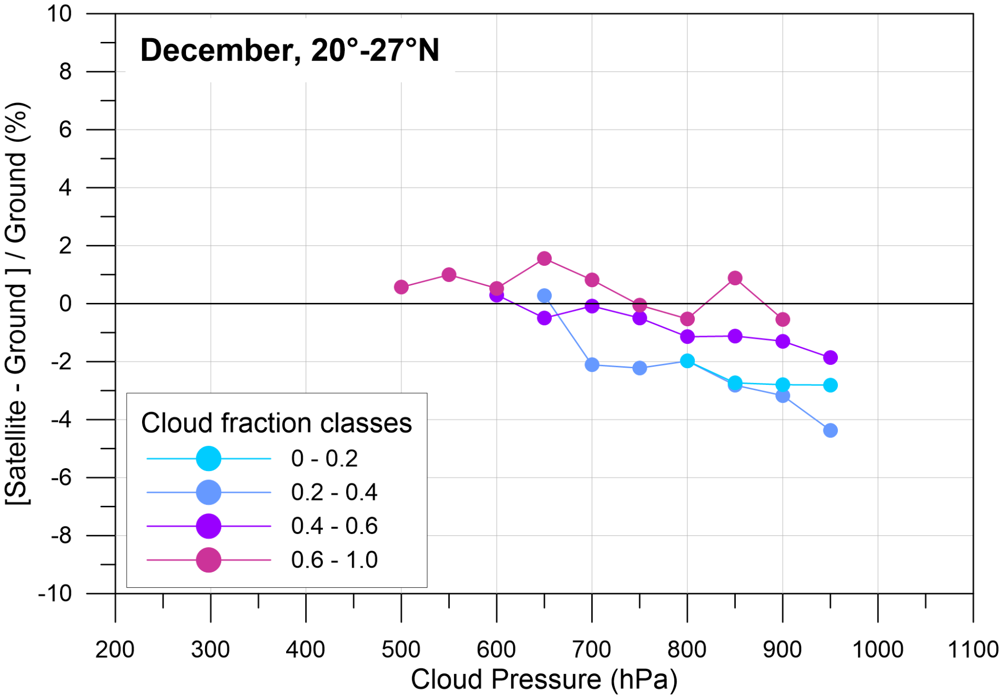 December, 20°-27°N
[Satellite - Ground ] / Ground (%)
10
8
6
4
2
0
-2
-4
-6
-8
-10
Cloud fraction classes
0 - 0.2
0.2 - 0.4
0.4 - 0.6
0.6 - 1.0
200 300 400 500 600 700 800 900 1000 1100
Cloud Pressure (hPa)